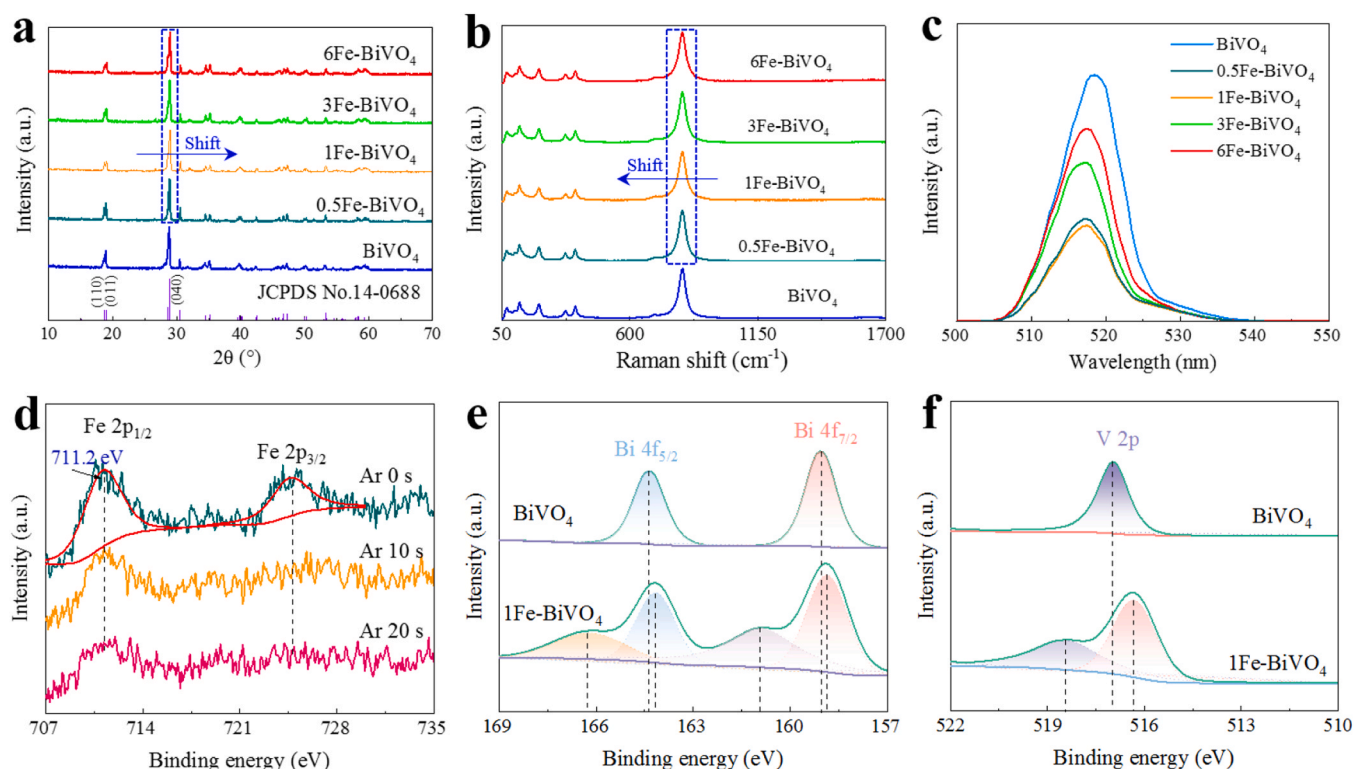 a
Intensity (a.u.)
6Fe-BiVO₄
3Fe-BiVO₄
Shift
1Fe-BiVO₄
0.5Fe-BiVO₄
BiVO₄
(110)
(011)
(040)
JCPDS No.14-0688
10 20 30 40 50 60 70
2θ (°)
b
Intensity (a.u.)
6Fe-BiVO₄
3Fe-BiVO₄
Shift
1Fe-BiVO₄
0.5Fe-BiVO₄
BiVO₄
50 600 1150 1700
Raman shift (cm⁻¹)
c
Intensity (a.u.)
BiVO₄
0.5Fe-BiVO₄
1Fe-BiVO₄
3Fe-BiVO₄
6Fe-BiVO₄
500 510 520 530 540 550
Wavelength (nm)
d
Intensity (a.u.)
Fe 2p₁/₂
711.2 eV
Fe 2p₃/₂
Ar 0 s
Ar 10 s
Ar 20 s
707 714 721 728 735
Binding energy (eV)
e
Intensity (a.u.)
Bi 4f₅/₂
Bi 4f₇/₂
BiVO₄
1Fe-BiVO₄
169 166 163 160 157
Binding energy (eV)
f
Intensity (a.u.)
V 2p
BiVO₄
1Fe-BiVO₄
522 519 516 513 510
Binding energy (eV)